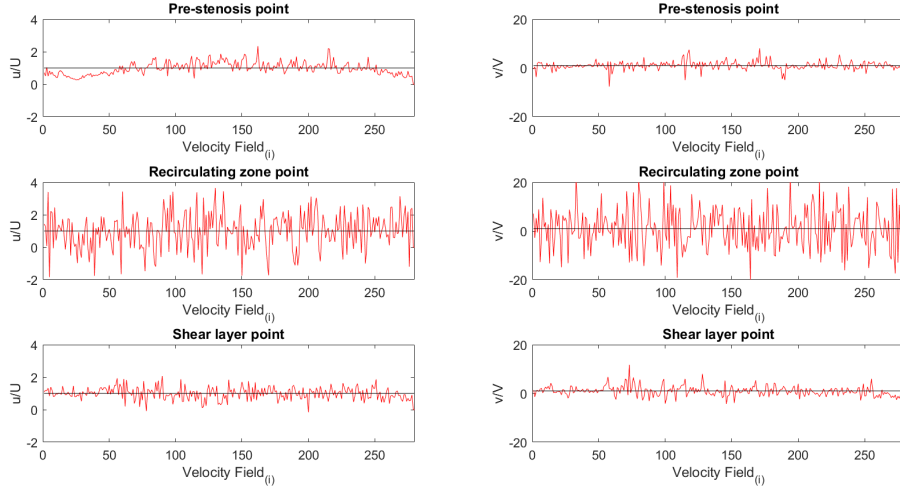 Pre-stenosis point
4
2
0
-2
u/U
0 50 100 150 200 250
Velocity Field(i)
Pre-stenosis point
20
0
-20
v/V
0 50 100 150 200 250
Velocity Field(i)
Recirculating zone point
4
2
0
-2
u/U
0 50 100 150 200 250
Velocity Field(i)
Recirculating zone point
20
0
-20
v/V
0 50 100 150 200 250
Velocity Field(i)
Shear layer point
4
2
0
-2
u/U
0 50 100 150 200 250
Velocity Field(i)
Shear layer point
20
0
-20
v/V
0 50 100 150 200 250
Velocity Field(i)